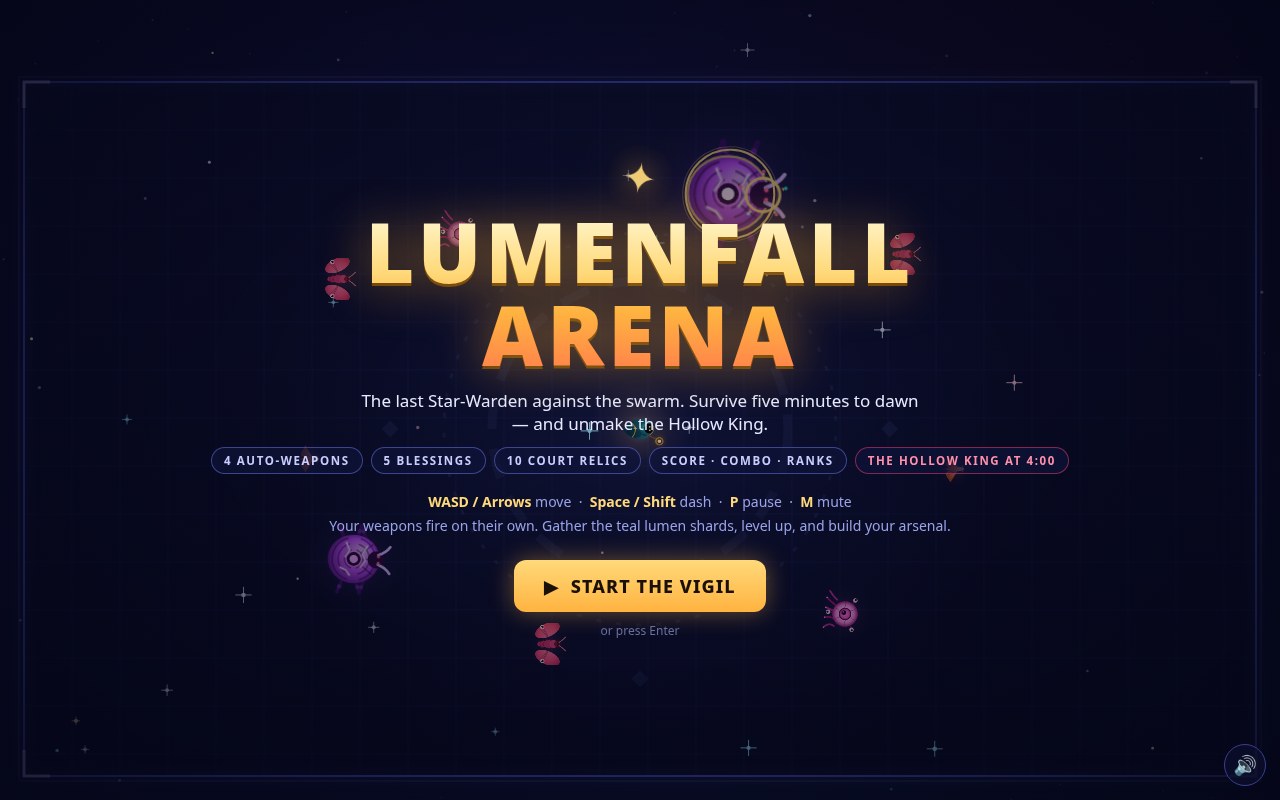 LUMENFALL
ARENA
The last Star-Warden against the swarm. Survive five minutes to dawn
— and unmake the Hollow King.
4 AUTO-WEAPONS 5 BLESSINGS 10 COURT RELICS SCORE · COMBO · RANKS THE HOLLOW KING AT 4:00
WASD / Arrows move · Space / Shift dash · P pause · M mute
Your weapons fire on their own. Gather the teal lumen shards, level up, and build your arsenal.
▶ START THE VIGIL
or press Enter